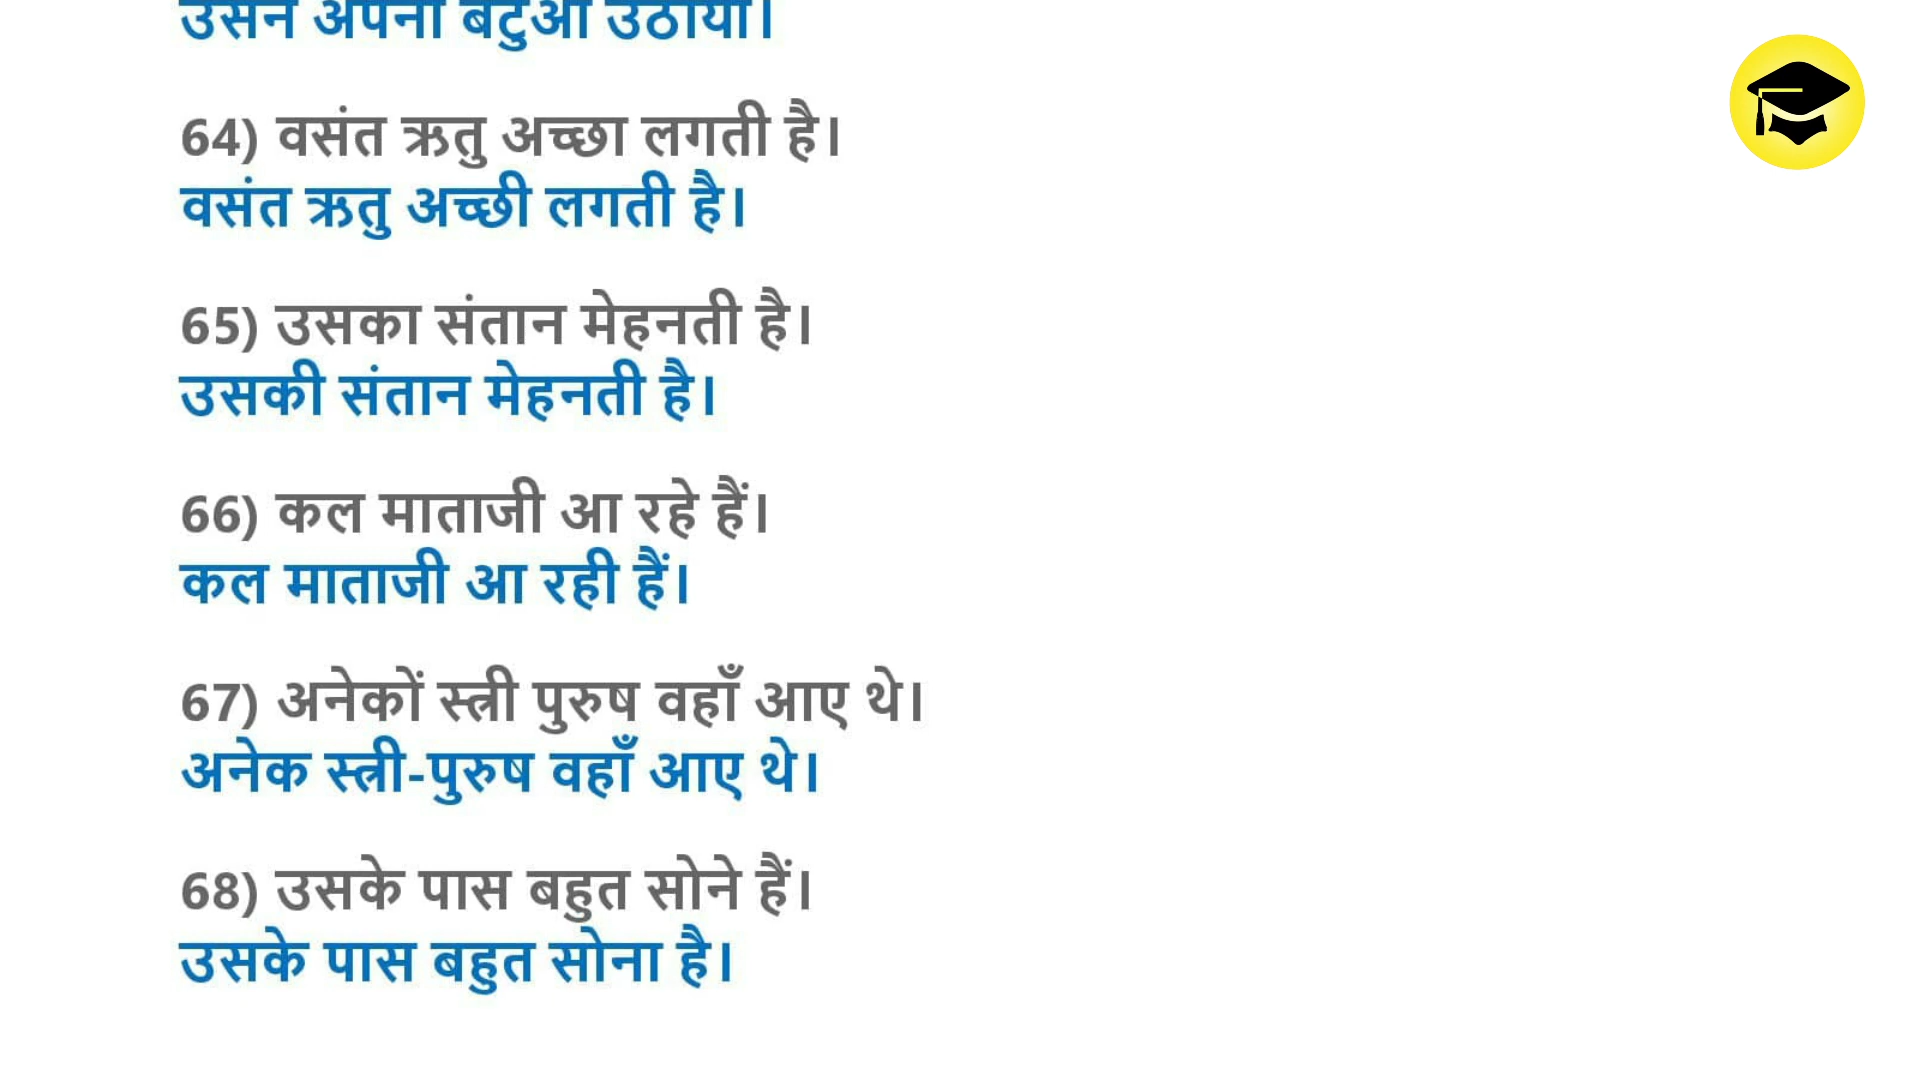 उसने अपना बटुआ उठाया।
64) वसंत ऋतु अच्छा लगती है।
वसंत ऋतु अच्छी लगती है।
65) उसका संतान मेहनती है।
उसकी संतान मेहनती है।
66) कल माताजी आ रहे हैं।
कल माताजी आ रही हैं।
67) अनेकों स्त्री पुरुष वहाँ आए थे।
अनेक स्त्री-पुरुष वहाँ आए थे।
68) उसके पास बहुत सोने हैं।
उसके पास बहुत सोना है।